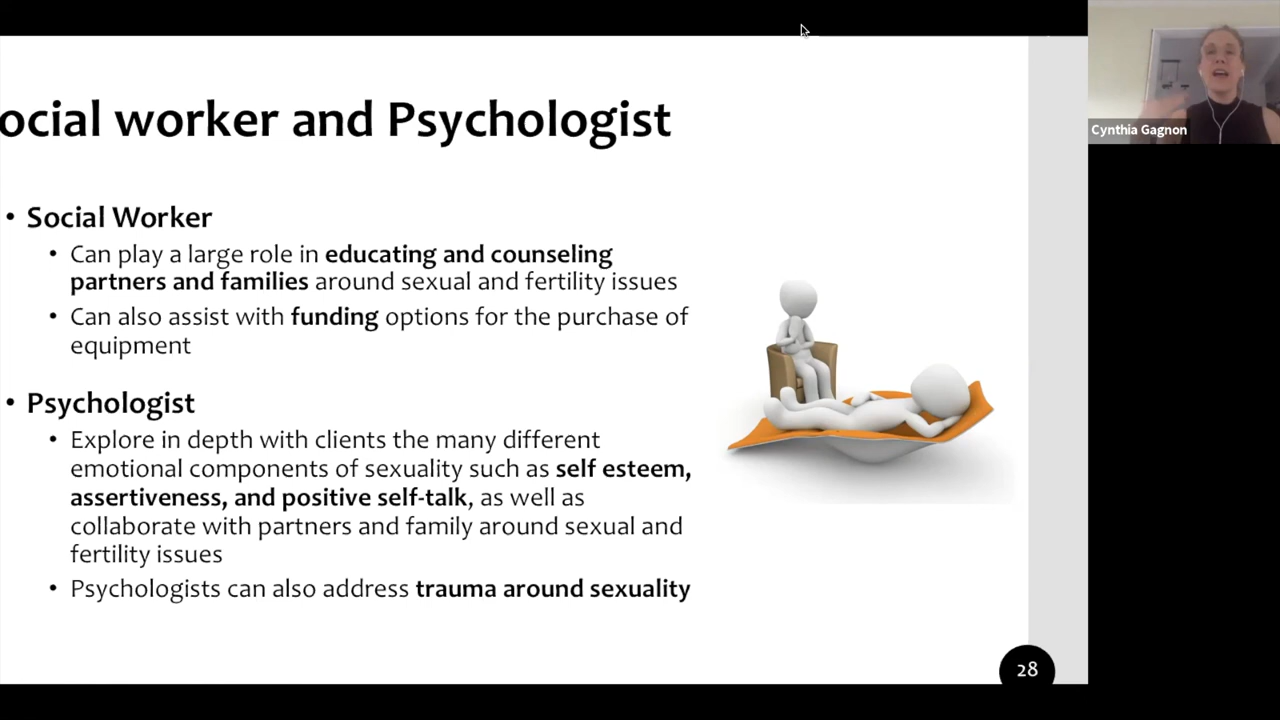 ocial worker and Psychologist
Cynthia Gagnon
• Social Worker
• Can play a large role in educating and counseling
partners and families around sexual and fertility issues
• Can also assist with funding options for the purchase of
equipment
• Psychologist
• Explore in depth with clients the many different
emotional components of sexuality such as self esteem,
assertiveness, and positive self-talk, as well as
collaborate with partners and family around sexual and
fertility issues
• Psychologists can also address trauma around sexuality
28